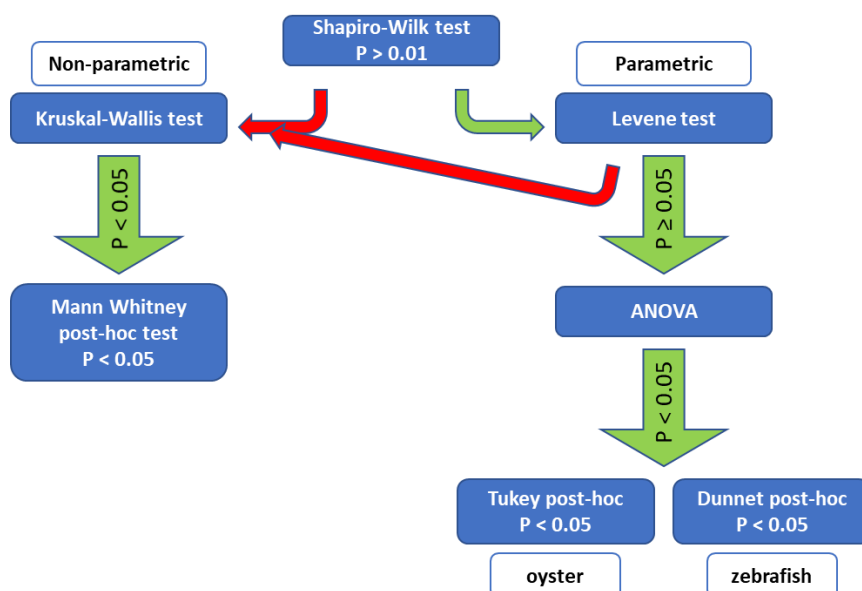 Shapiro-Wilk test
P > 0.01
Non-parametric
Parametric
Kruskal-Wallis test
Levene test
P < 0.05
P ≥ 0.05
Mann Whitney
post-hoc test
P < 0.05
ANOVA
P < 0.05
Tukey post-hoc
P < 0.05
Dunnet post-hoc
P < 0.05
oyster
zebrafish